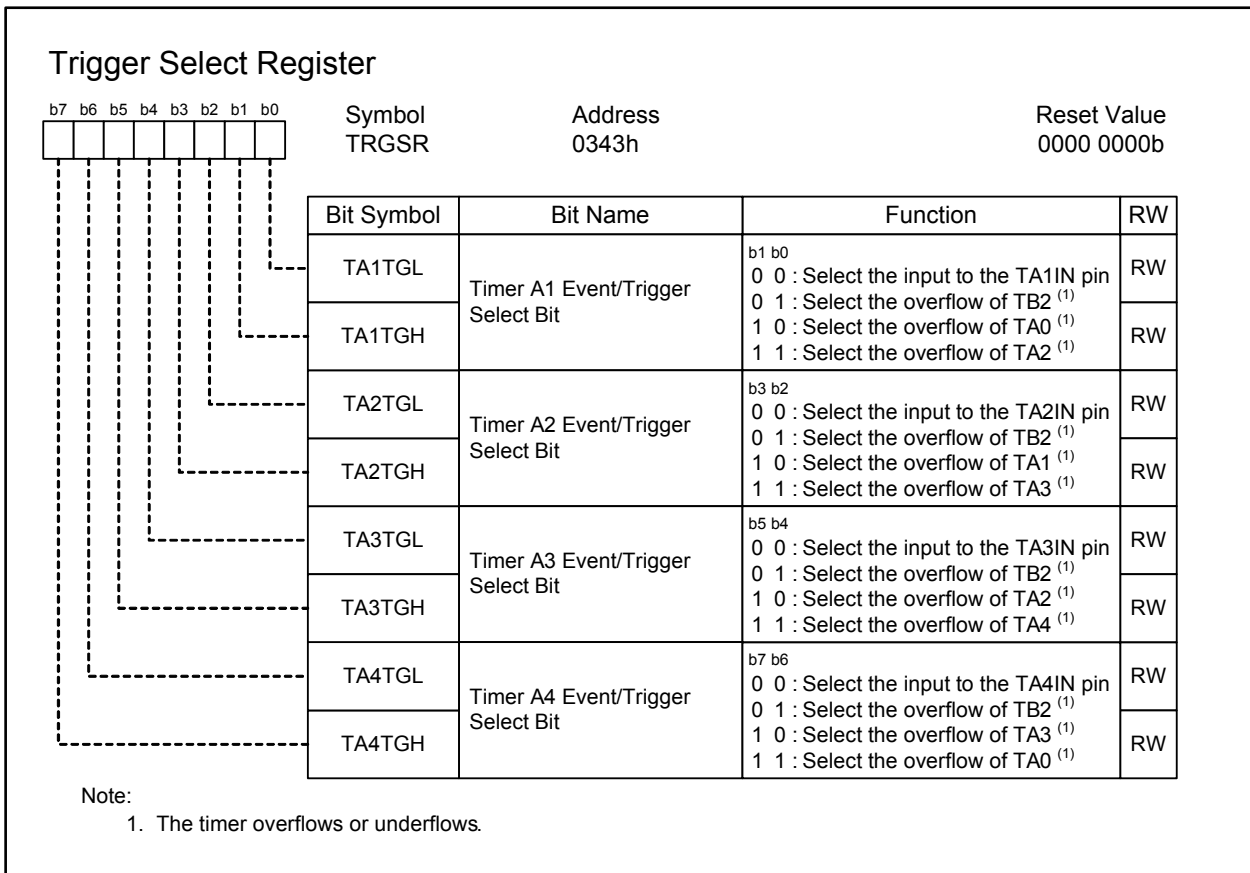 Trigger Select Register
b7 b6 b5 b4 b3 b2 b1 b0
Symbol Address Reset Value
TRGSR 0343h 0000 0000b
Bit Symbol Bit Name Function RW
TA1TGL
TA1TGH
Timer A1 Event/Trigger
Select Bit
b1 b0
0 0 : Select the input to the TA1IN pin
0 1 : Select the overflow of TB2 (1)
1 0 : Select the overflow of TA0 (1)
1 1 : Select the overflow of TA2 (1)
RW
RW
TA2TGL
TA2TGH
Timer A2 Event/Trigger
Select Bit
b3 b2
0 0 : Select the input to the TA2IN pin
0 1 : Select the overflow of TB2 (1)
1 0 : Select the overflow of TA1 (1)
1 1 : Select the overflow of TA3 (1)
RW
RW
TA3TGL
TA3TGH
Timer A3 Event/Trigger
Select Bit
b5 b4
0 0 : Select the input to the TA3IN pin
0 1 : Select the overflow of TB2 (1)
1 0 : Select the overflow of TA2 (1)
1 1 : Select the overflow of TA4 (1)
RW
RW
TA4TGL
TA4TGH
Timer A4 Event/Trigger
Select Bit
b7 b6
0 0 : Select the input to the TA4IN pin
0 1 : Select the overflow of TB2 (1)
1 0 : Select the overflow of TA3 (1)
1 1 : Select the overflow of TA0 (1)
RW
RW
Note:
1. The timer overflows or underflows.